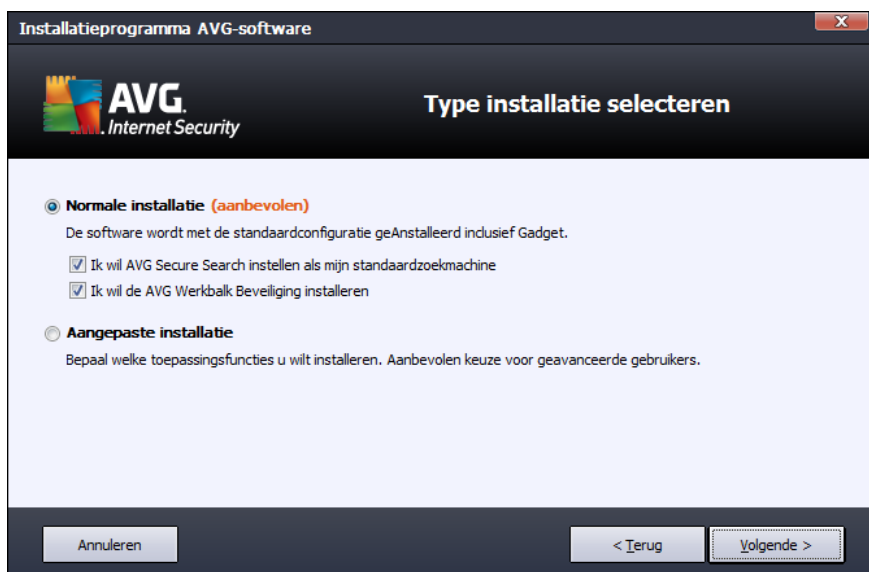 Installatieprogramma AVG-software
X
AVG.
Internet Security
Type installatie selecteren
Normale installatie (aanbevolen)
De software wordt met de standaardconfiguratie geAnstalleerd inclusief Gadget.
Ik wil AVG Secure Search instellen als mijn standaardzoekmachine
Ik wil de AVG Werkbalk Beveiliging installeren
Aangepaste installatie
Bepaal welke toepassingsfuncties u wilt installeren. Aanbevolen keuze voor geavanceerde gebruikers.
Annuleren
< Terug
Volgende >